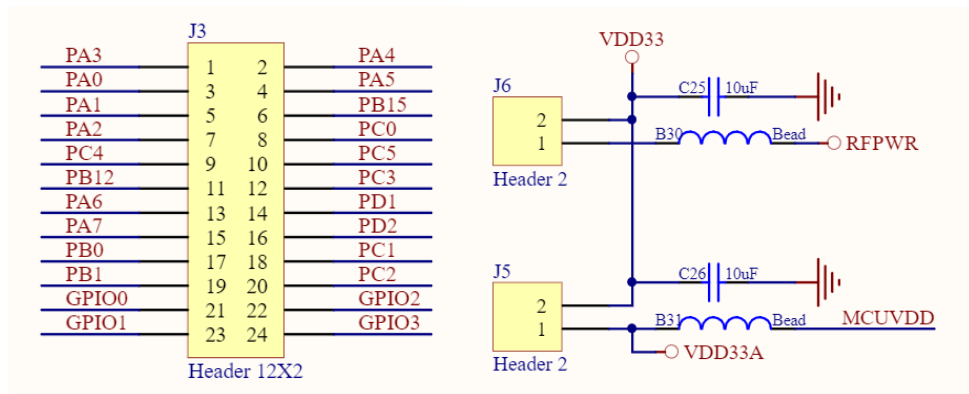 J3
PA3 1 2 PA4
PA0 3 4 PA5
PA1 5 6 PB15
PA2 7 8 PC0
PC4 9 10 PC5
PB12 11 12 PC3
PA6 13 14 PD1
PA7 15 16 PD2
PB0 17 18 PC1
PB1 19 20 PC2
GPIO0 21 22 GPIO2
GPIO1 23 24 GPIO3
Header 12X2
VDD33
J6
C25 10uF
2
1 B30 Bead RFPWR
Header 2
J5
C26 10uF
2
1 B31 Bead MCUVDD
VDD33A
Header 2